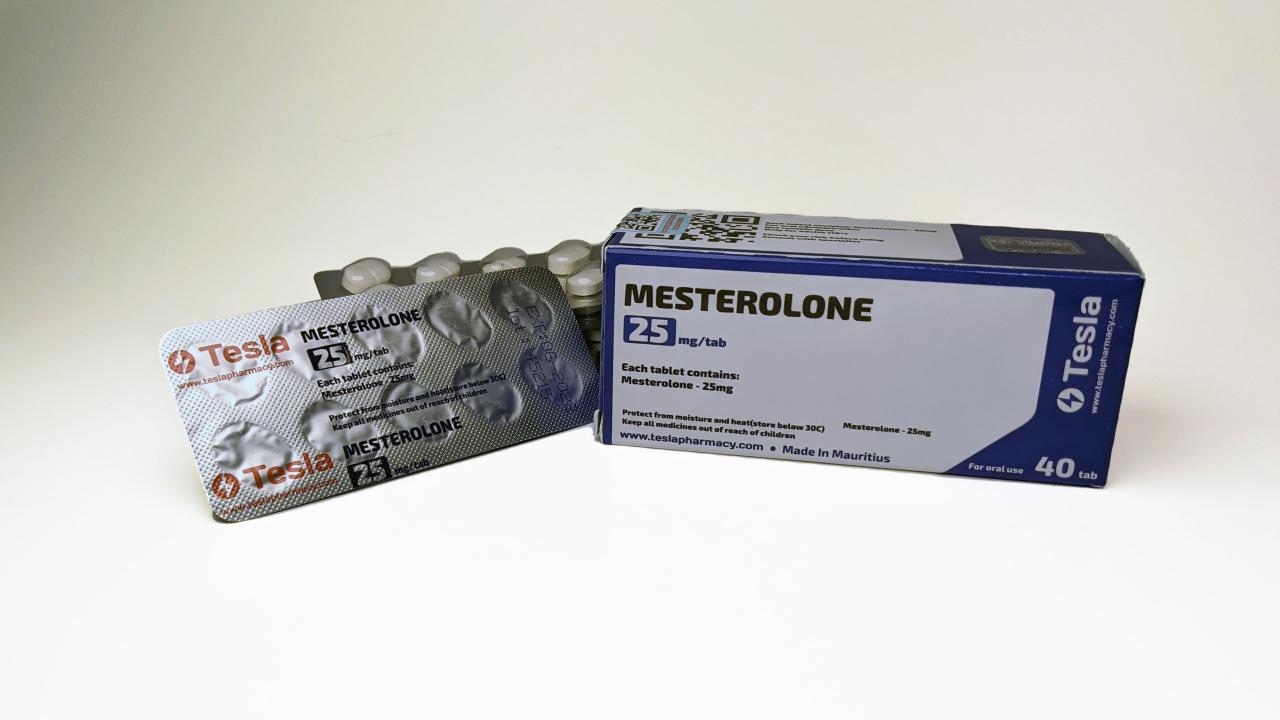 Tesla
www.teslapharmacy.com
MESTEROLONE
25 mg/tab
Each tablet contains:
Mesterolone - 25mg
Protect from moisture and heat(store below 30C)
Keep all medicines out of reach of children
Tesla
MESTEROLONE
25 mg/tab
MESTEROLONE
25 mg/tab
Each tablet contains:
Mesterolone - 25mg
Protect from moisture and heat(store below 30C)
Mesterolone - 25mg
Keep all medicines out of reach of children
www.teslapharmacy.com • Made In Mauritius
For oral use 40 tab
Tesla
www.teslapharmacy.com